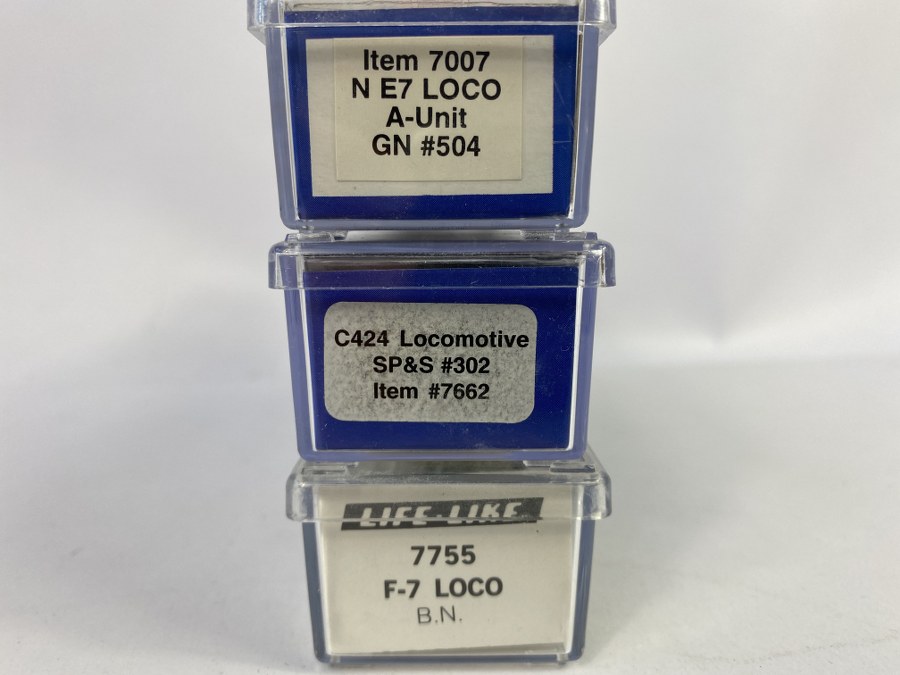 Item 7007
N E7 LOCO
A-Unit
GN #504
C424 Locomotive
SP&S #302
Item #7662
LIFE-LIKE
7755
F-7 LOCO
B.N.